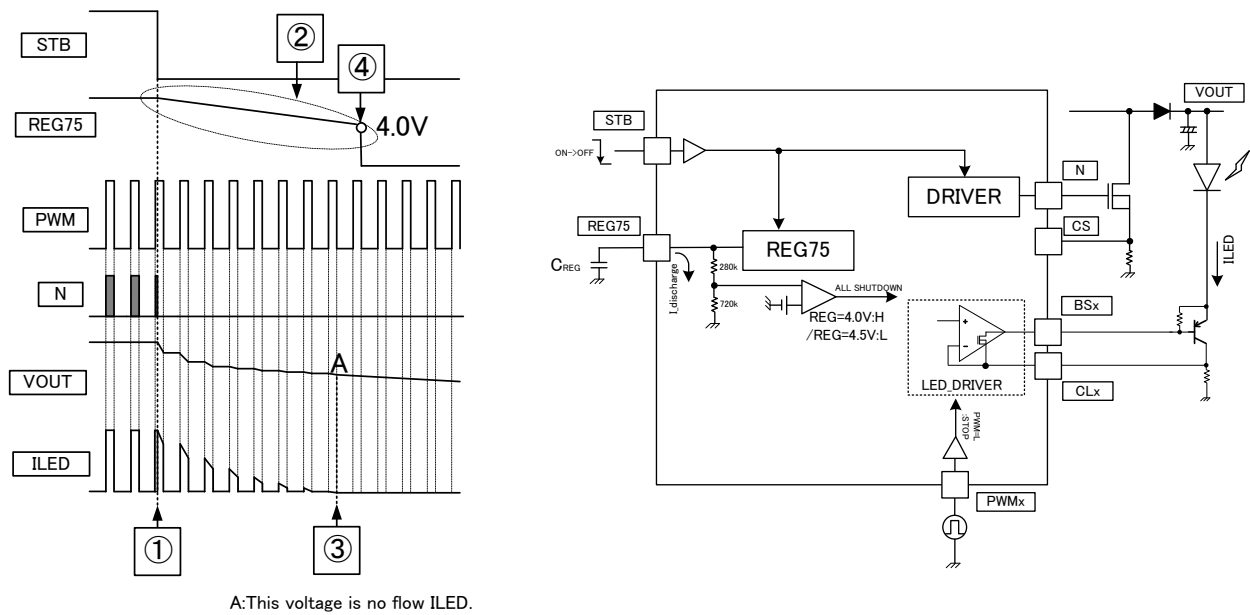 STB
②
④
REG75
4.0V
PWM
N
VOUT
A
ILED
①
③
A:This voltage is no flow ILED.
VOUT
STB
ON->OFF
N
DRIVER
CS
REG75
REG75
CREG
I_discharge
280k
720k
ALL SHUTDOWN
REG=4.0V:H
/REG=4.5V:L
ILED
BSx
+
-
LED_DRIVER
CLx
PWM=L
:STOP
PWMx